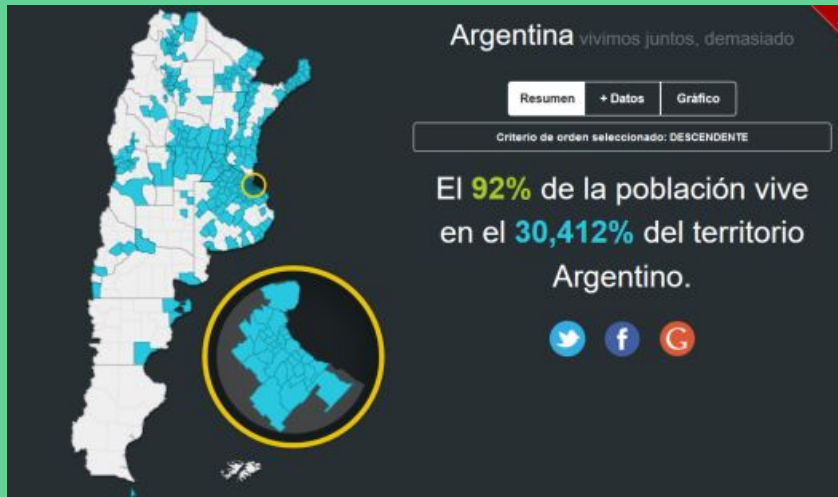 Argentina vivimos juntos, demasiado
Resumen + Datos Gráfico
Criterio de orden seleccionado: DESCENDENTE
El 92% de la población vive
en el 30,412% del territorio
Argentino.
f G